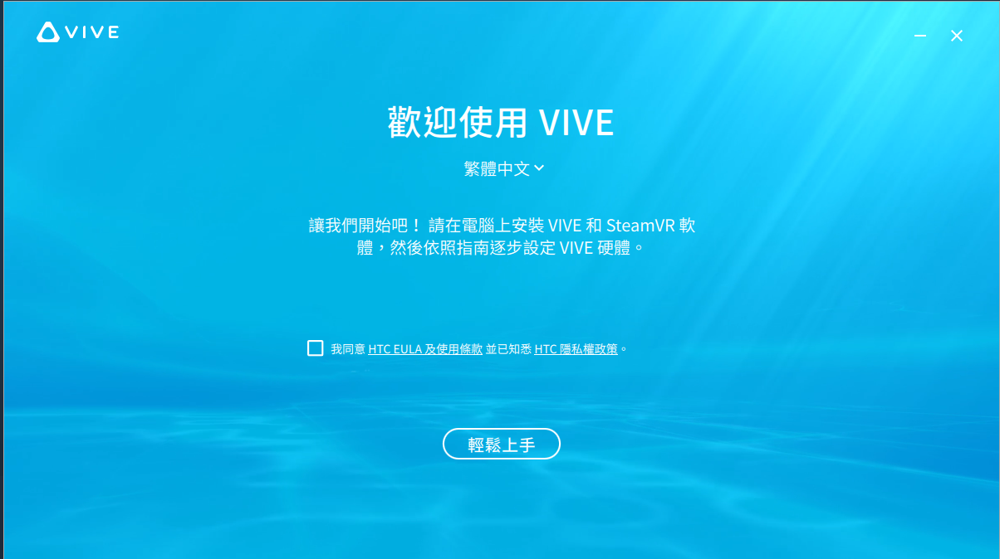 VIVE
歡迎使用 VIVE
繁體中文
讓我們開始吧！ 請在電腦上安裝 VIVE 和 SteamVR 軟
體，然後依照指南逐步設定 VIVE 硬體。
我同意 HTC EULA 及使用條款 並已知悉 HTC 隱私權政策。
輕鬆上手